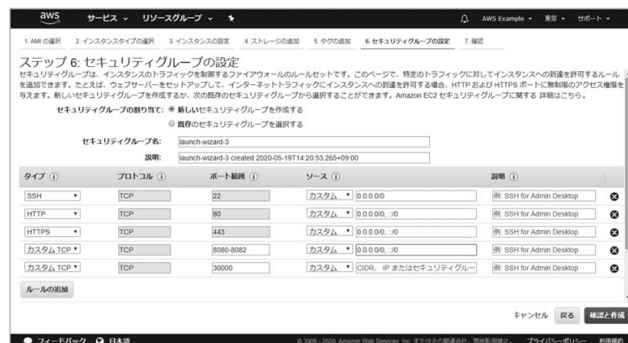 aws サービス リソースグループ AWS Example 東京 サポート
1. AMI の選択 2. インスタンスタイプの選択 3. インスタンスの設定 4. ストレージの追加 5. タグの追加 6. セキュリティグループの設定 7. 確認
ステップ 6: セキュリティグループの設定
セキュリティグループは、インスタンスのトラフィックを制御するファイアウォールのルールセットです。このページで、特定のトラフィックに対してインスタンスへの到達を許可するルール
を追加できます。たとえば、ウェブサーバーをセットアップして、インターネットトラフィックにインスタンスへの到達を許可する場合、HTTP および HTTPS ポートに無制限のアクセス権限を
与えます。新しいセキュリティグループを作成するか、次の既存のセキュリティグループから選択することができます。Amazon EC2 セキュリティグループに関する 詳細はこちら。
セキュリティグループの割り当て: 新しいセキュリティグループを作成する
既存のセキュリティグループを選択する
セキュリティグループ名: launch-wizard-3
説明: launch-wizard-3 created 2020-05-19T14:20:53.265+09:00
タイプ プロトコル ポート範囲 ソース 説明
SSH TCP 22 カスタム 0.0.0.0/0 例: SSH for Admin Desktop
HTTP TCP 80 カスタム 0.0.0.0/0, ::/0 例: SSH for Admin Desktop
HTTPS TCP 443 カスタム 0.0.0.0/0, ::/0 例: SSH for Admin Desktop
カスタム TCP TCP 8080-8082 カスタム 0.0.0.0/0, ::/0 例: SSH for Admin Desktop
カスタム TCP TCP 30000 カスタム CIDR、 IP またはセキュリティグルー 例: SSH for Admin Desktop
ルールの追加
キャンセル 戻る 確認と作成
フィードバック 日本語 © 2008 - 2020, Amazon Web Services, Inc. またはその関連会社。無断転用禁止。 プライバシーポリシー 利用規約